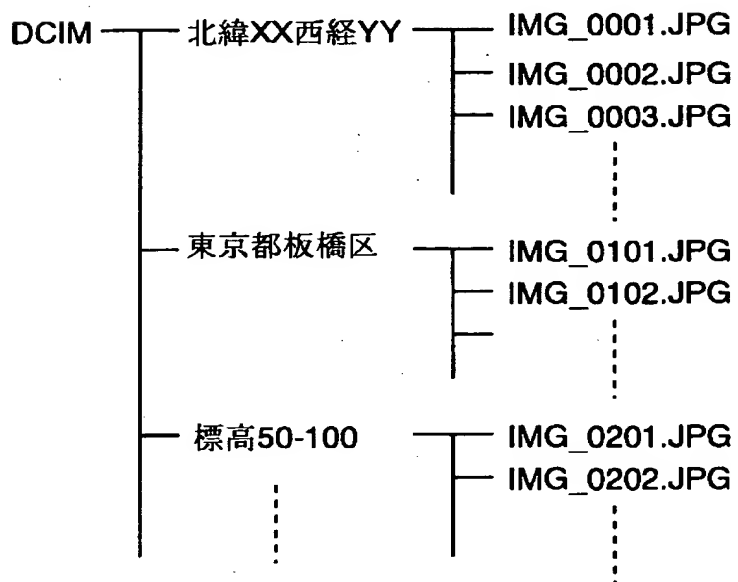 DCIM 北緯XX西経YY IMG_0001.JPG
IMG_0002.JPG
IMG_0003.JPG
東京都板橋区 IMG_0101.JPG
IMG_0102.JPG
標高50-100 IMG_0201.JPG
IMG_0202.JPG